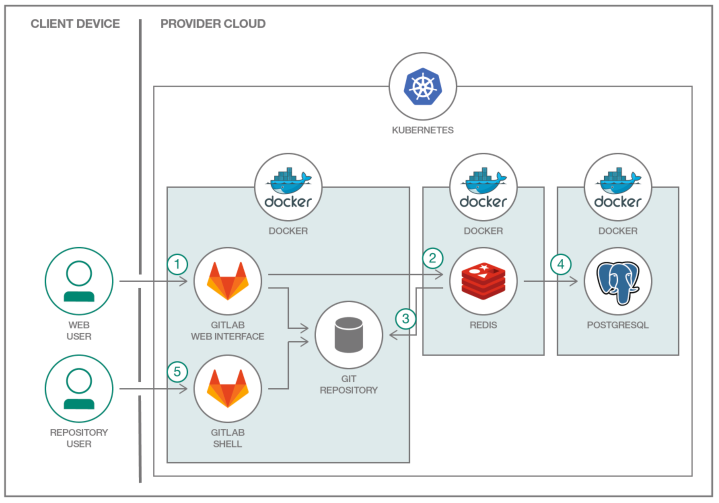 CLIENT DEVICE
PROVIDER CLOUD
KUBERNETES
docker
DOCKER
docker
DOCKER
docker
DOCKER
1
2
3
4
5
WEB
USER
GITLAB
WEB INTERFACE
REDIS
POSTGRESQL
GIT
REPOSITORY
REPOSITORY
USER
GITLAB
SHELL